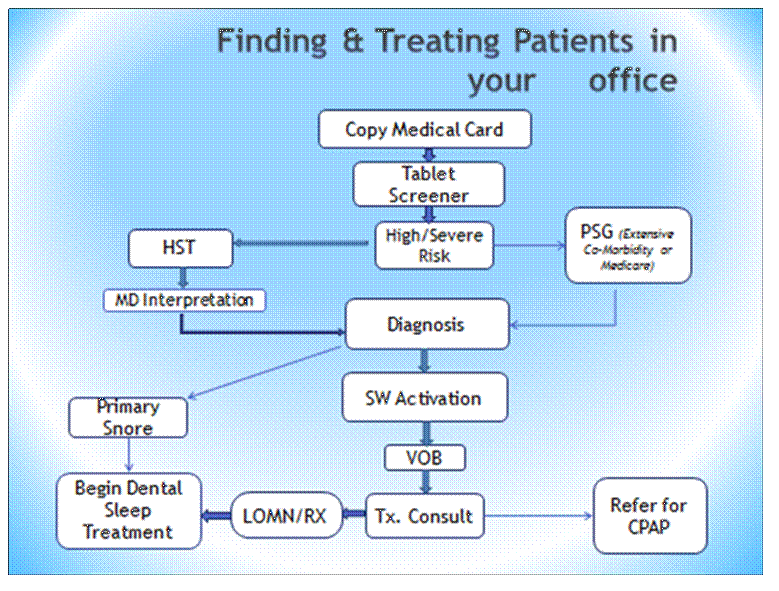 Finding & Treating Patients in
your office
Copy Medical Card
Tablet
Screener
High/Severe
Risk
PSG (Extensive
Co-Morbidity or
Medicare)
HST
MD Interpretation
Diagnosis
SW Activation
Primary
Snore
VOB
Begin Dental
Sleep
Treatment
LOMN/RX
Tx. Consult
Refer for
CPAP